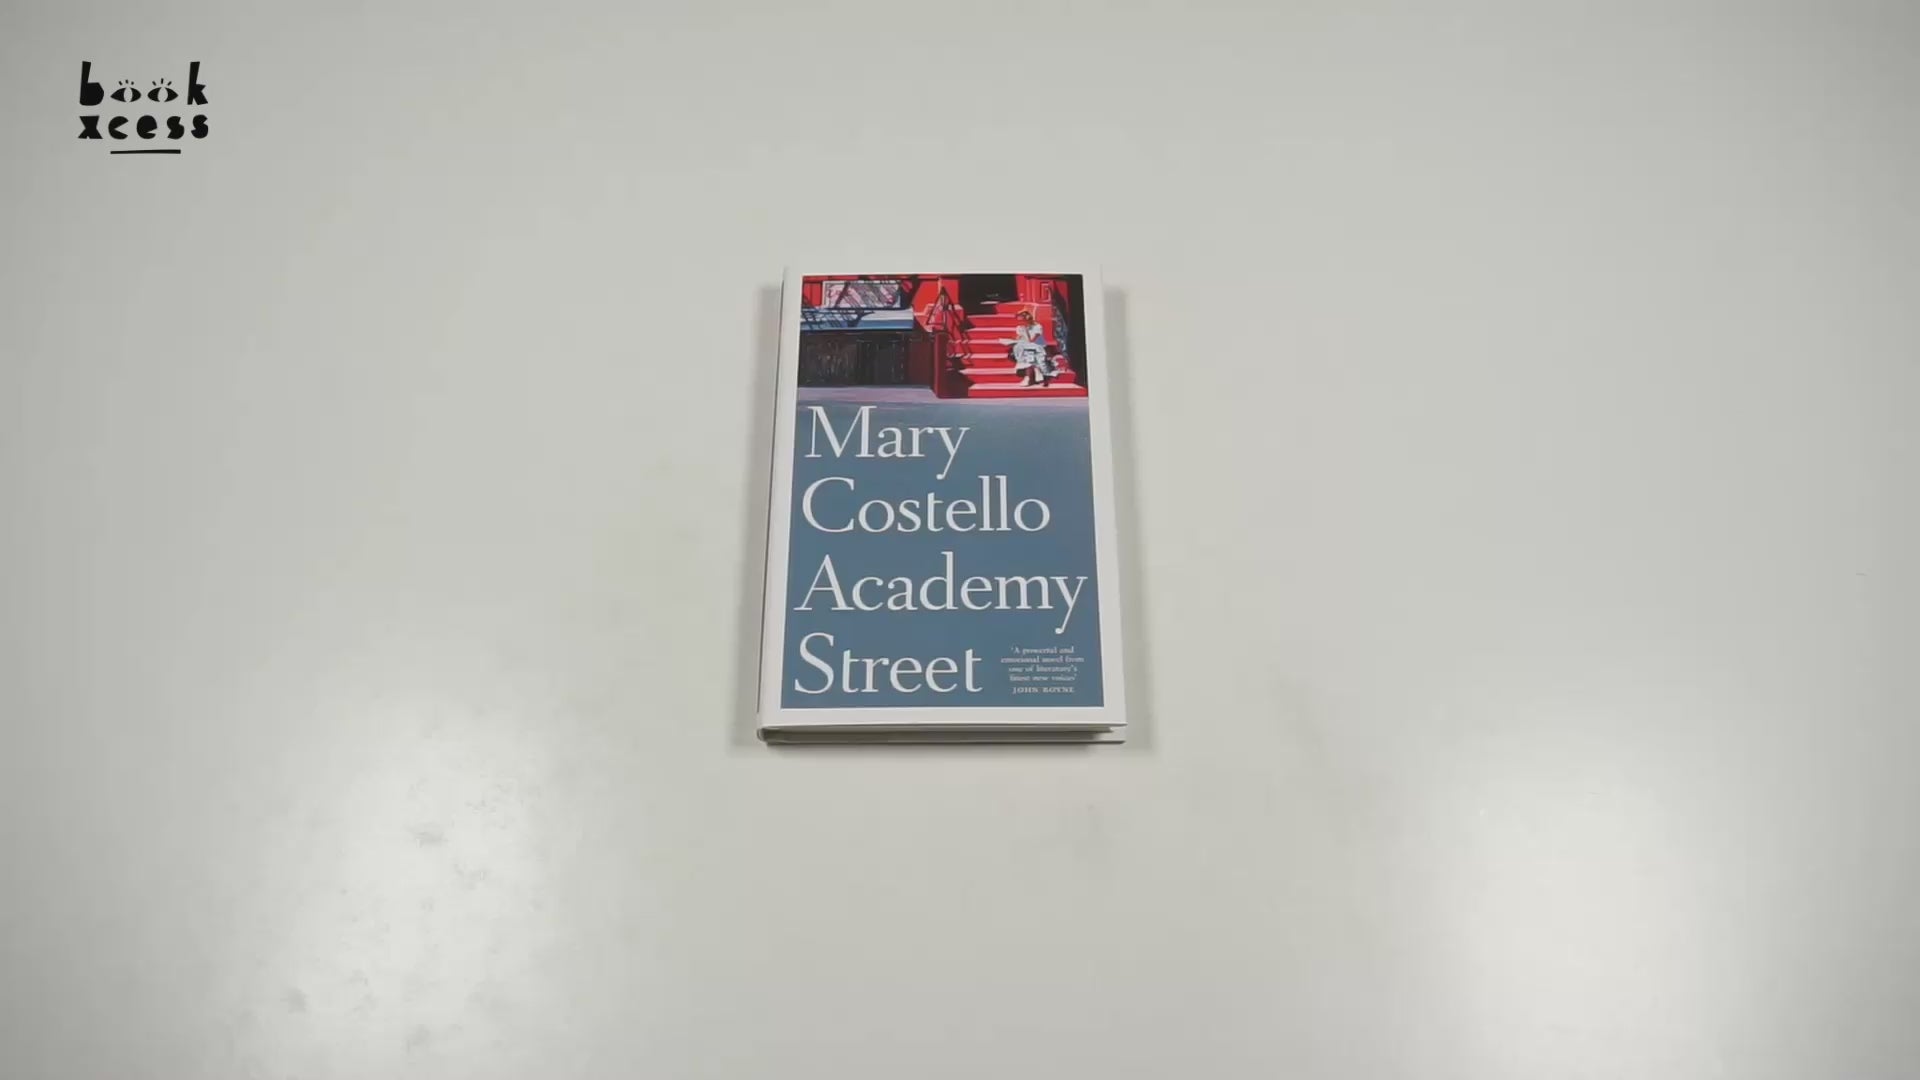 book
xcess
Mary
Costello
Academy
Street
'A powerful and
emotional novel from
one of literature's
finest new voices'
JOHN BOYNE